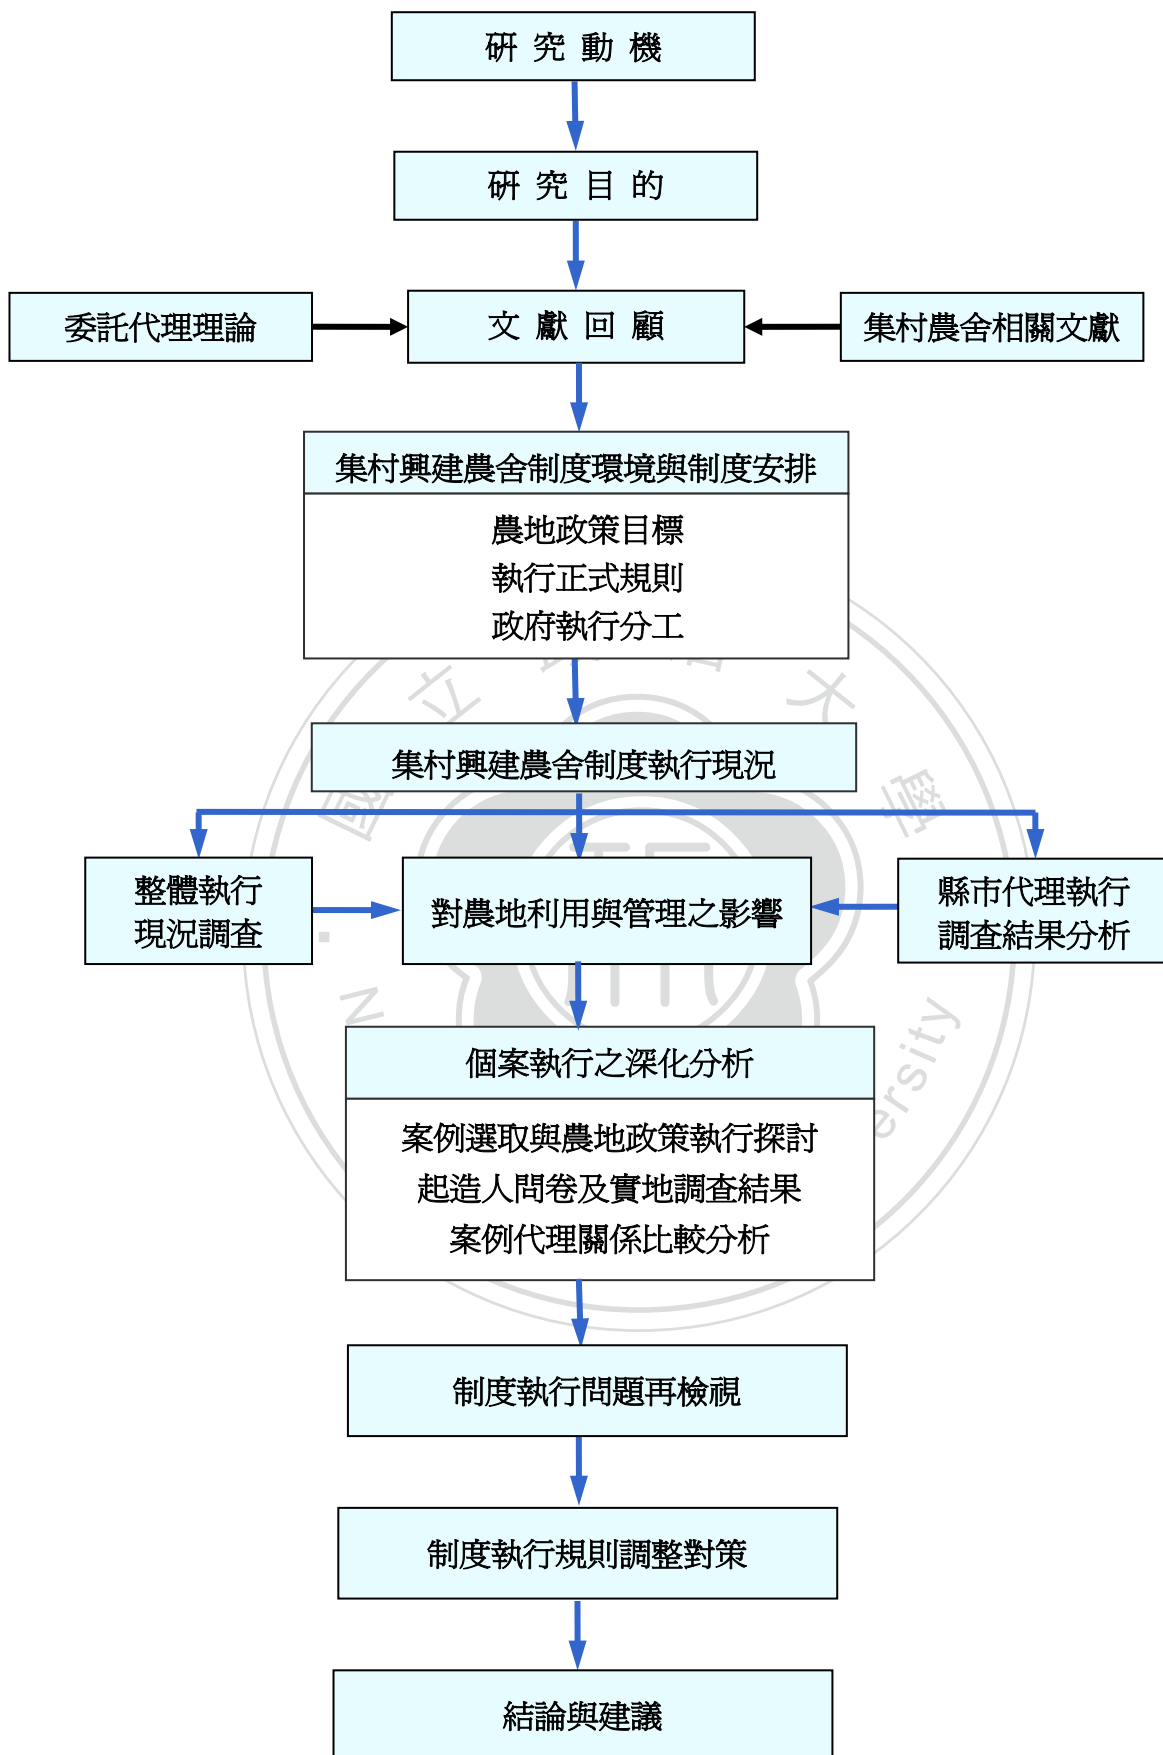 研 究 動 機
研 究 目 的
委託代理理論
文 獻 回 顧
集村農舍相關文獻
集村興建農舍制度環境與制度安排
農地政策目標
執行正式規則
政府執行分工
立
大
國
學
集村興建農舍制度執行現況
整體執行
現況調查
對農地利用與管理之影響
縣市代理執行
調查結果分析
N
ersity
個案執行之深化分析
案例選取與農地政策執行探討
起造人問卷及實地調查結果
案例代理關係比較分析
制度執行問題再檢視
制度執行規則調整對策
結論與建議